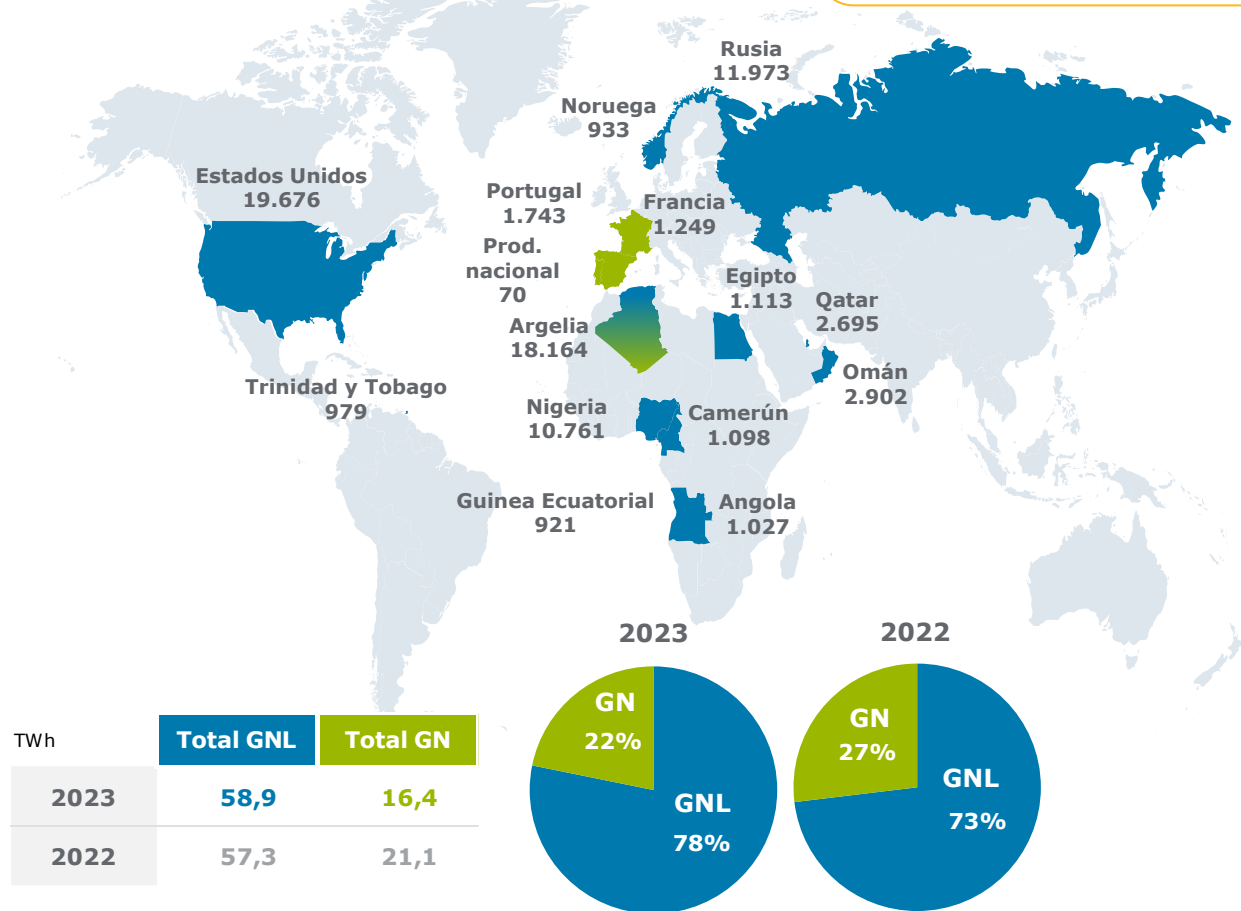 Rusia
11.973
Noruega
933
Estados Unidos
19.676
Portugal
1.743
Francia
1.249
Prod.
nacional
70
Egipto
1.113
Qatar
2.695
Argelia
18.164
Omán
2.902
Trinidad y Tobago
979
Nigeria
10.761
Camerún
1.098
Guinea Ecuatorial
921
Angola
1.027
2023
2022
GN
22%
GNL
78%
GN
27%
GNL
73%
TWh Total GNL Total GN
2023 58,9 16,4
2022 57,3 21,1